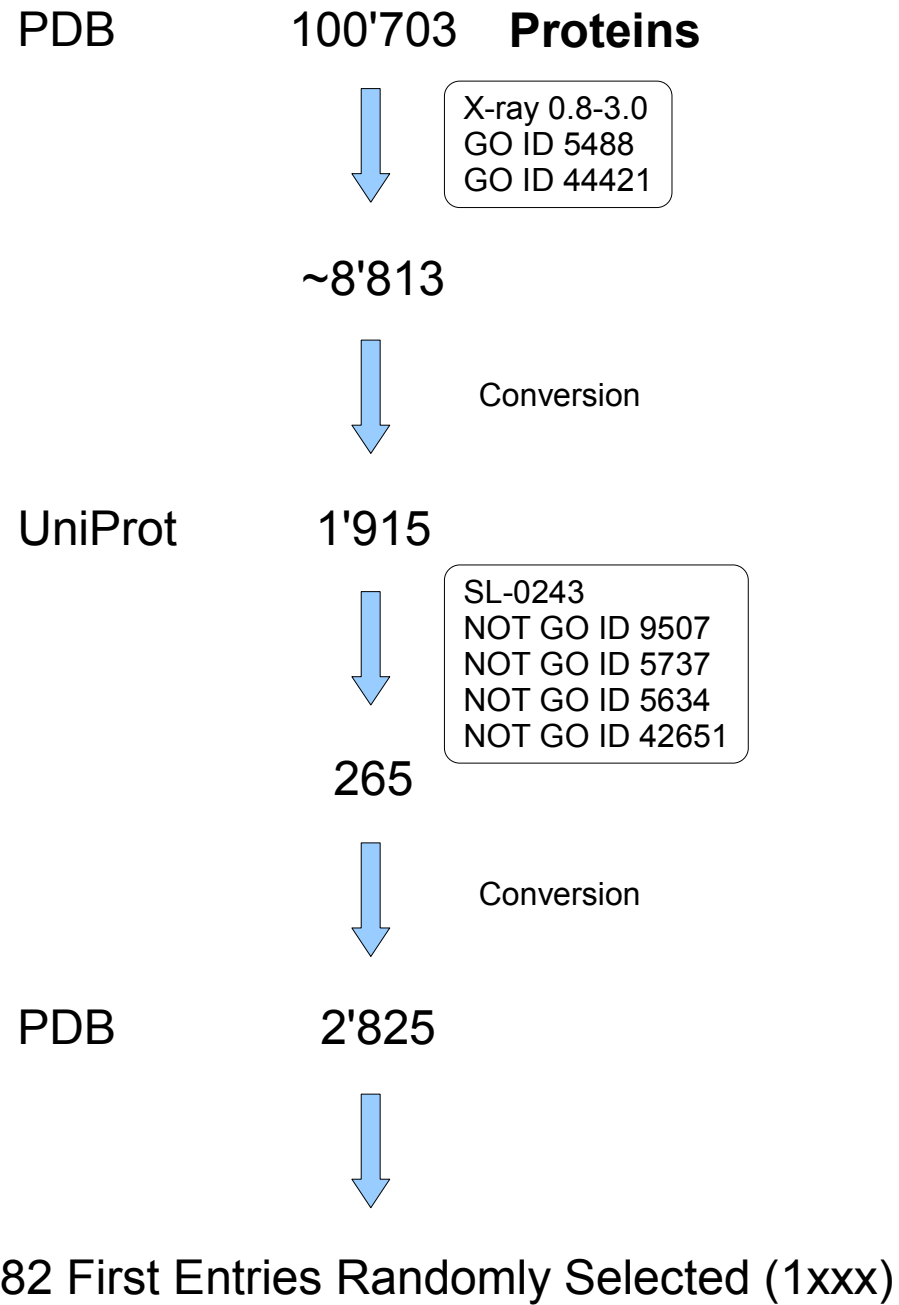 PDB 100'703 Proteins
X-ray 0.8-3.0
GO ID 5488
GO ID 44421
~8'813
Conversion
UniProt 1'915
SL-0243
NOT GO ID 9507
NOT GO ID 5737
NOT GO ID 5634
NOT GO ID 42651
265
Conversion
PDB 2'825
82 First Entries Randomly Selected (1xxx)